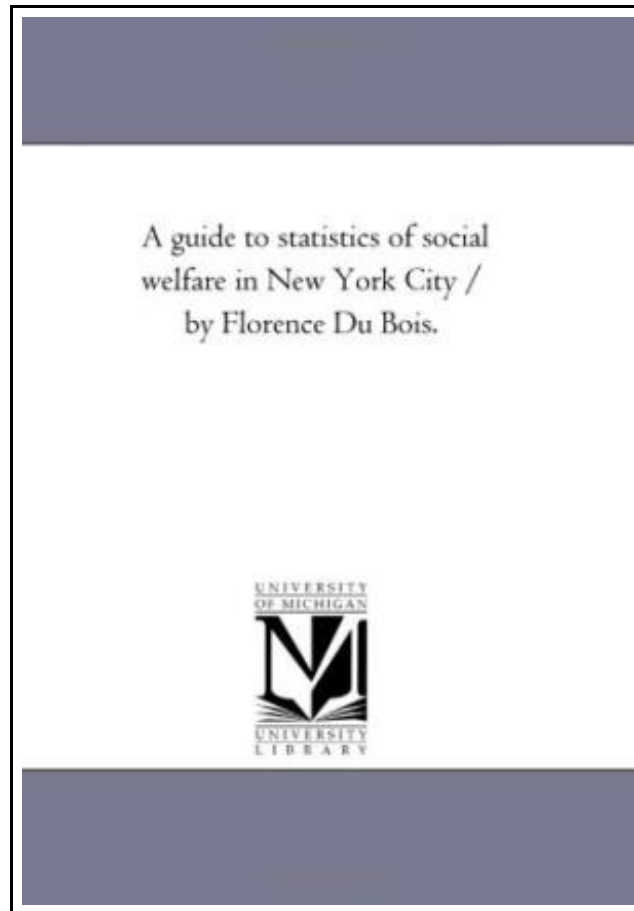 A guide to statistics of social
welfare in New York City /
by Florence Du Bois.
UNIVERSITY
OF MICHIGAN
UNIVERSITY
LIBRARY